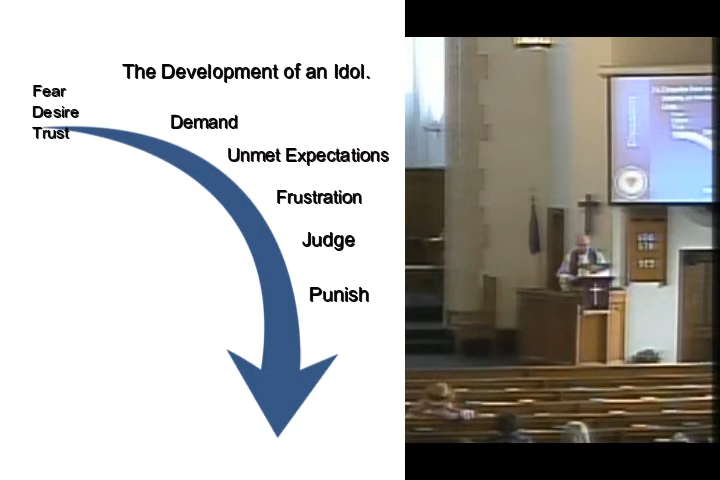 The Development of an Idol.
Fear
Desire
Trust
Demand
Unmet Expectations
Frustration
Judge
Punish